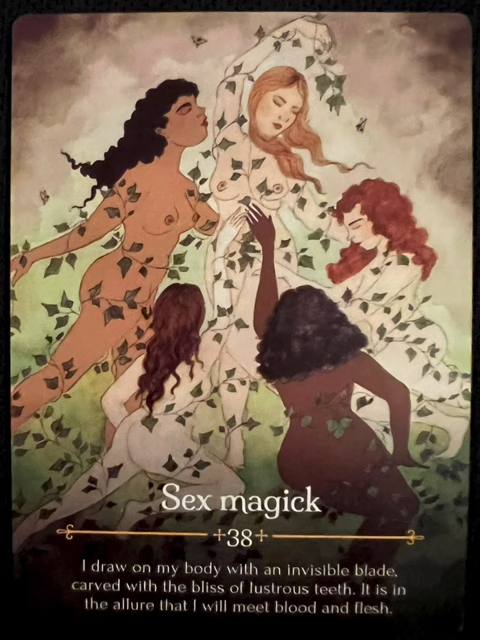 Sex magick
38
I draw on my body with an invisible blade,
carved with the bliss of lustrous teeth. It is in
the allure that I will meet blood and flesh.